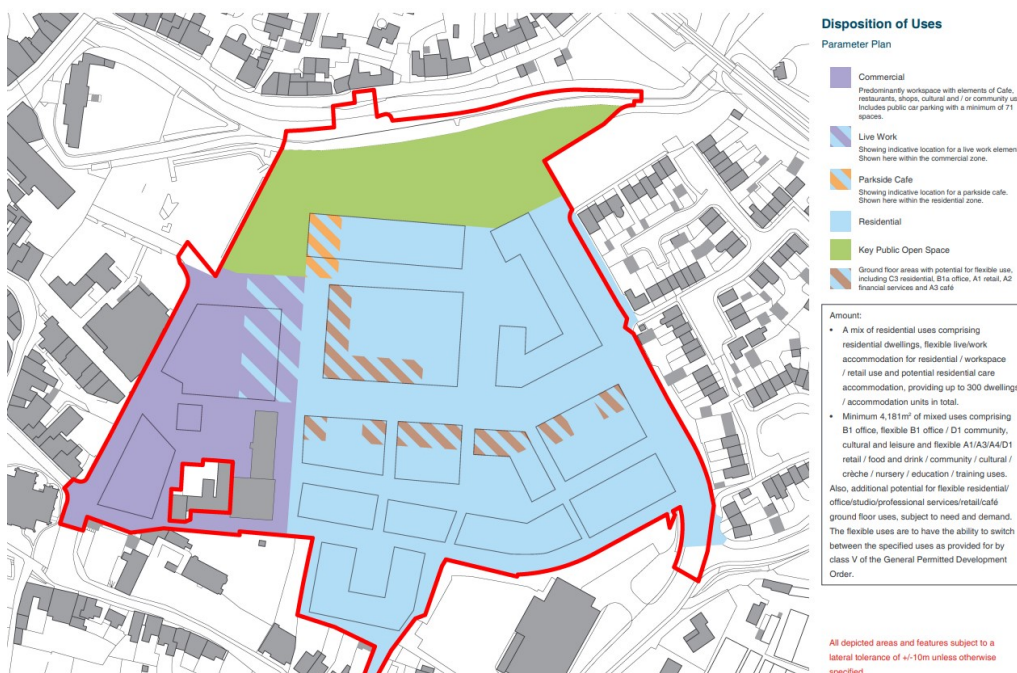 Disposition of Uses
Parameter Plan
Commercial
Predominantly workspace with elements of Cafe,
restaurants, shops, cultural and / or community us
Includes public car parking with a minimum of 71
spaces.
Live Work
Showing indicative location for a live work elemen
Shown here within the commercial zone.
Parkside Cafe
Showing indicative location for a parkside cafe.
Shown here within the residential zone.
Residential
Key Public Open Space
Ground floor areas with potential for flexible use,
including C3 residential, B1a office, A1 retail, A2
financial services and A3 café
Amount:
• A mix of residential uses comprising
residential dwellings, flexible live/work
accommodation for residential / workspace
/ retail use and potential residential care
accommodation, providing up to 300 dwellings
/ accommodation units in total.
• Minimum 4,181m² of mixed uses comprising
B1 office, flexible B1 office / D1 community,
cultural and leisure and flexible A1/A3/A4/D1
retail / food and drink / community / cultural /
crèche / nursery / education / training uses.
Also, additional potential for flexible residential/
office/studio/professional services/retail/café
ground floor uses, subject to need and demand.
The flexible uses are to have the ability to switch
between the specified uses as provided for by
class V of the General Permitted Development
Order.
All depicted areas and features subject to a
lateral tolerance of +/-10m unless otherwise
specified